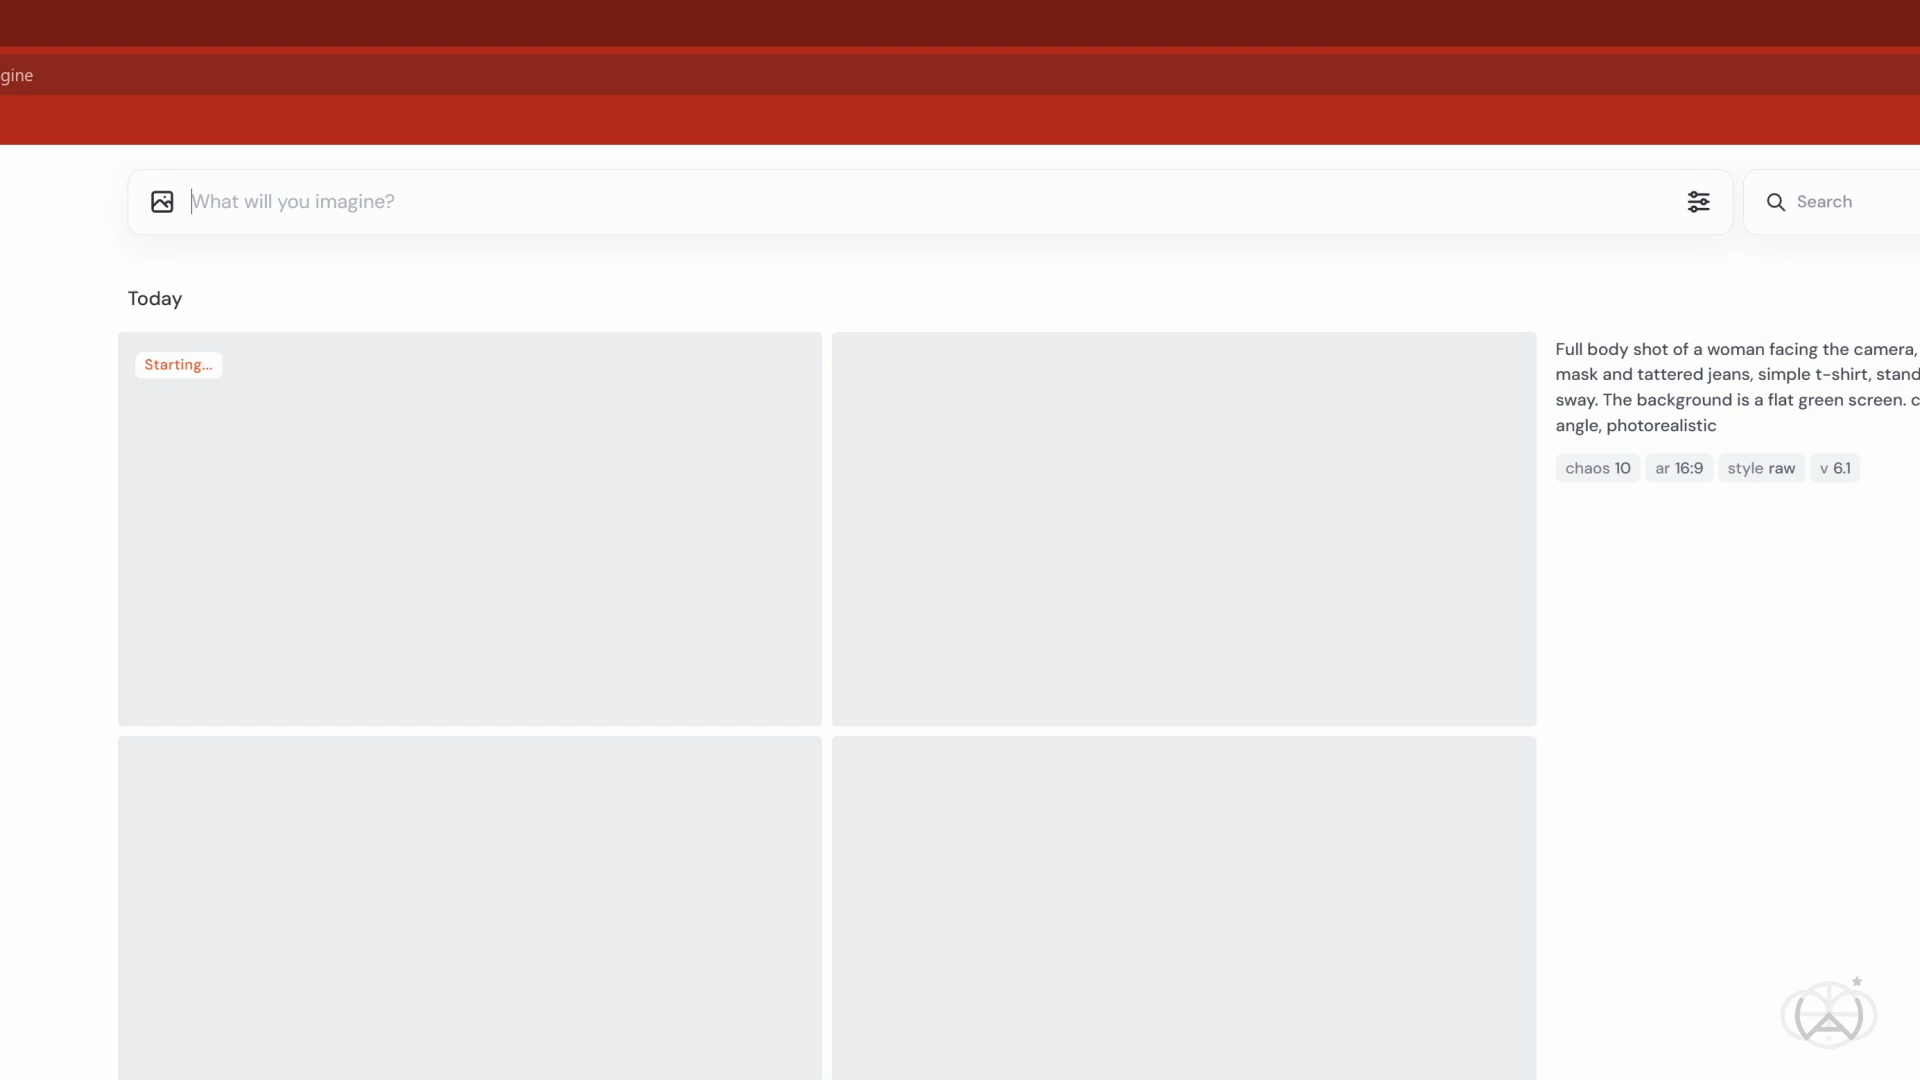 gine
What will you imagine?
Search
Today
Starting...
Full body shot of a woman facing the camera,
mask and tattered jeans, simple t-shirt, stand
sway. The background is a flat green screen. c
angle, photorealistic
chaos 10 ar 16:9 style raw v 6.1